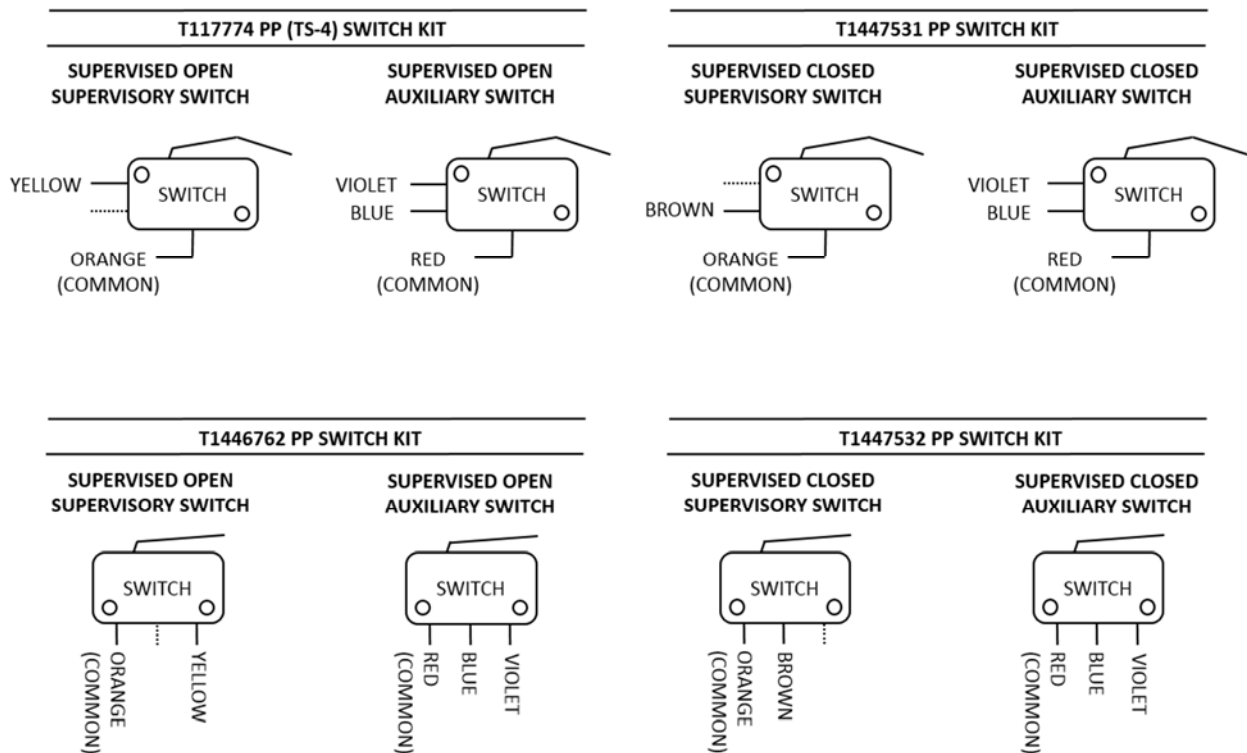 T117774 PP (TS-4) SWITCH KIT
SUPERVISED OPEN
SUPERVISORY SWITCH
SUPERVISED OPEN
AUXILIARY SWITCH
YELLOW
SWITCH
ORANGE
(COMMON)
VIOLET
BLUE
SWITCH
RED
(COMMON)
T1447531 PP SWITCH KIT
SUPERVISED CLOSED
SUPERVISORY SWITCH
SUPERVISED CLOSED
AUXILIARY SWITCH
BROWN
SWITCH
ORANGE
(COMMON)
VIOLET
BLUE
SWITCH
RED
(COMMON)
T1446762 PP SWITCH KIT
SUPERVISED OPEN
SUPERVISORY SWITCH
SUPERVISED OPEN
AUXILIARY SWITCH
SWITCH
ORANGE
(COMMON)
YELLOW
SWITCH
RED
(COMMON)
BLUE
VIOLET
T1447532 PP SWITCH KIT
SUPERVISED CLOSED
SUPERVISORY SWITCH
SUPERVISED CLOSED
AUXILIARY SWITCH
SWITCH
ORANGE
(COMMON)
BROWN
SWITCH
RED
(COMMON)
BLUE
VIOLET